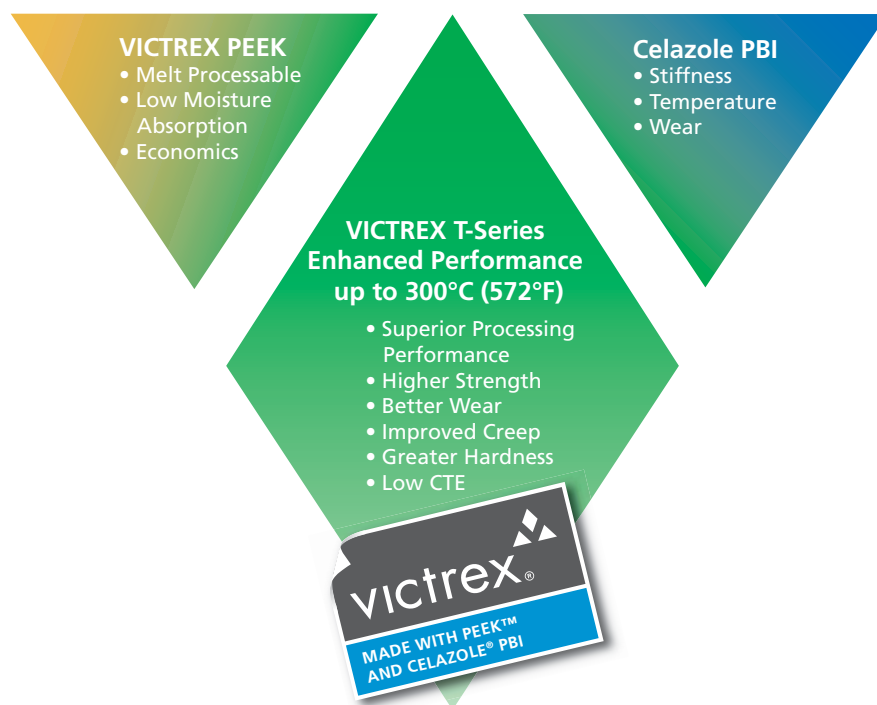 VICTREX PEEK
• Melt Processable
• Low Moisture
Absorption
• Economics
Celazole PBI
• Stiffness
• Temperature
• Wear
VICTREX T-Series
Enhanced Performance
up to 300°C (572°F)
• Superior Processing
Performance
• Higher Strength
• Better Wear
• Improved Creep
• Greater Hardness
• Low CTE
victrex®
MADE WITH PEEK™
AND CELAZOLE® PBI